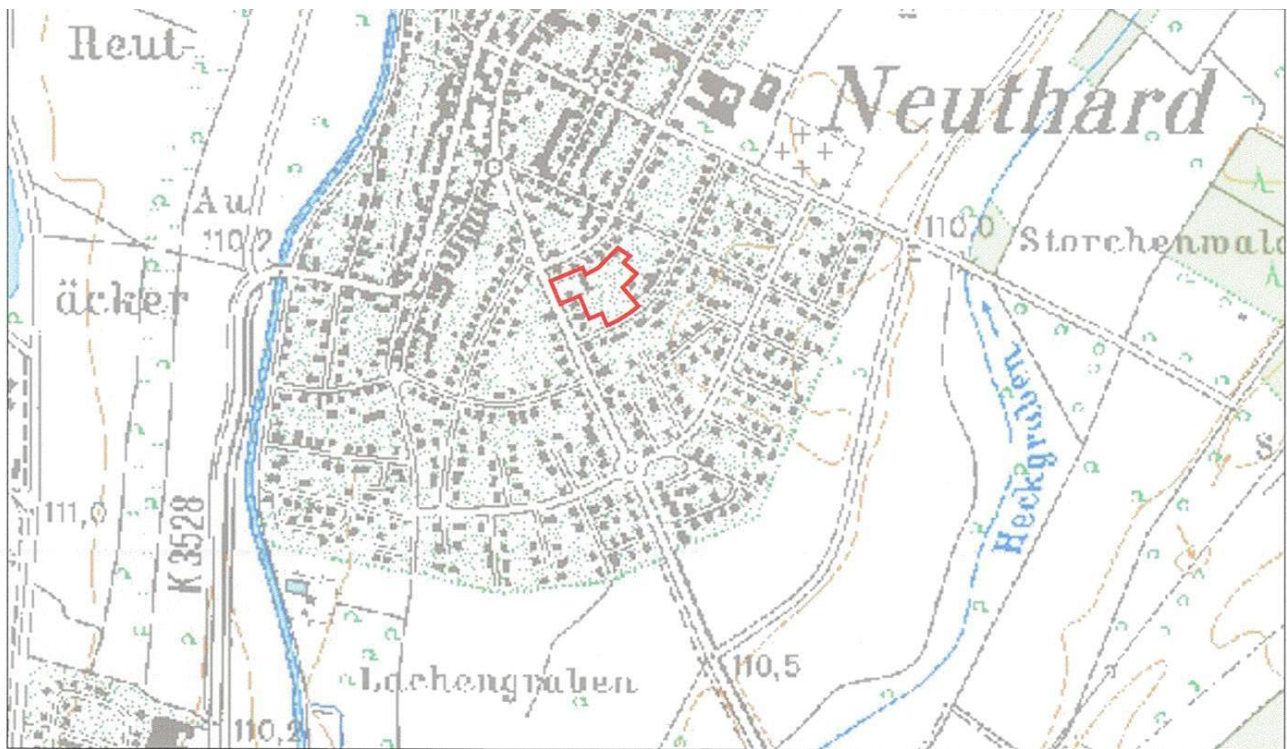 Reut-
Neuthard
Au
110,2
110,0
Storchenwald
äcker
Heckgraben
111,0
K 3528
s
110,5
Lachengraben
110,2